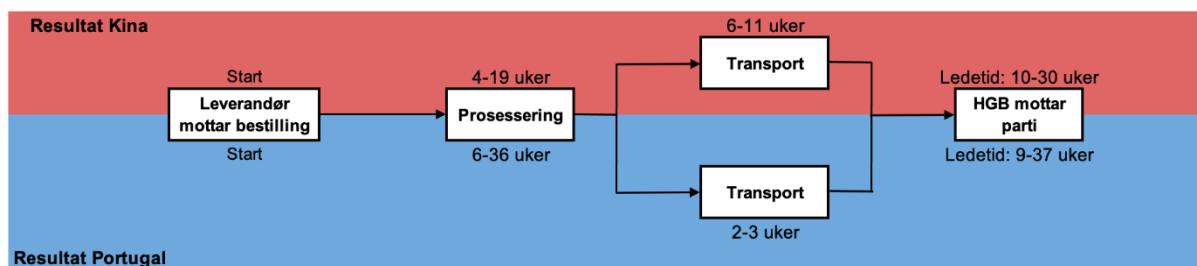 Resultat Kina
6-11 uker
Transport
Start
4-19 uker
Ledetid: 10-30 uker
Leverandør
mottar bestilling
Prosessering
HGB mottar
parti
Start
6-36 uker
Ledetid: 9-37 uker
Transport
2-3 uker
Resultat Portugal